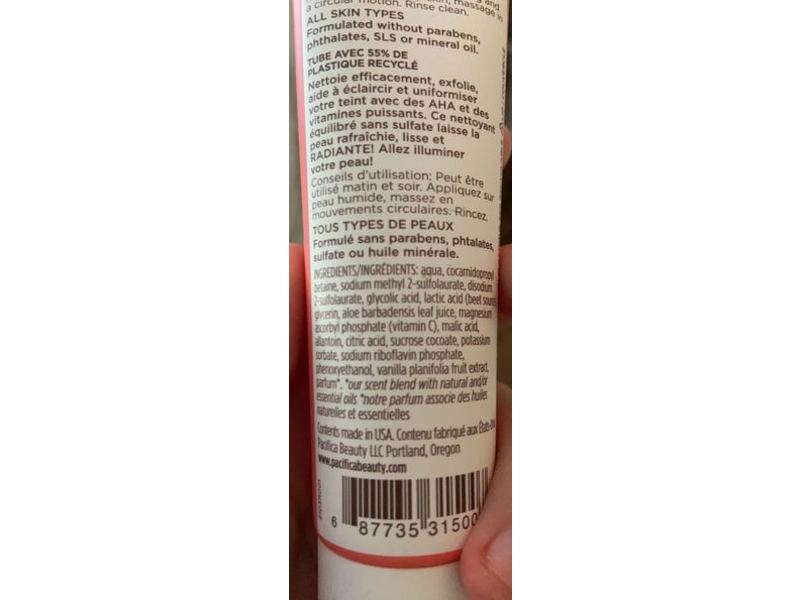 skin, massage in
a circular motion. Rinse clean.
ALL SKIN TYPES
Formulated without parabens,
phthalates, SLS or mineral oil.
TUBE AVEC 55% DE
PLASTIQUE RECYCLÉ
Nettoie efficacement, exfolie,
aide à éclaircir et uniformiser
votre teint avec des AHA et des
vitamines puissants. Ce nettoyant
équilibré sans sulfate laisse la
peau rafraîchie, lisse et
RADIANTE! Allez illuminer
votre peau!
Conseils d'utilisation: Peut être
utilisé matin et soir. Appliquez sur
peau humide, massez en
mouvements circulaires. Rincez.
TOUS TYPES DE PEAUX
Formulé sans parabens, phtalates,
sulfate ou huile minérale.
INGREDIENTS/INGRÉDIENTS: aqua, cocamidopropyl
betaine, sodium methyl 2-sulfolaurate, disodium
2-sulfolaurate, glycolic acid, lactic acid (beet source)
glycerin, aloe barbadensis leaf juice, magnesium
ascorbyl phosphate (vitamin C), malic acid,
allantoin, citric acid, sucrose cocoate, potassium
sorbate, sodium riboflavin phosphate,
phenoxyethanol, vanilla planifolia fruit extract,
parfum*. *our scent blend with natural and/or
essential oils *notre parfum associe des huiles
naturelles et essentielles
Contents made in USA. Contenu fabriqué aux États-
Pacifica Beauty LLC Portland, Oregon
www.pacificabeauty.com
6 87735 31500